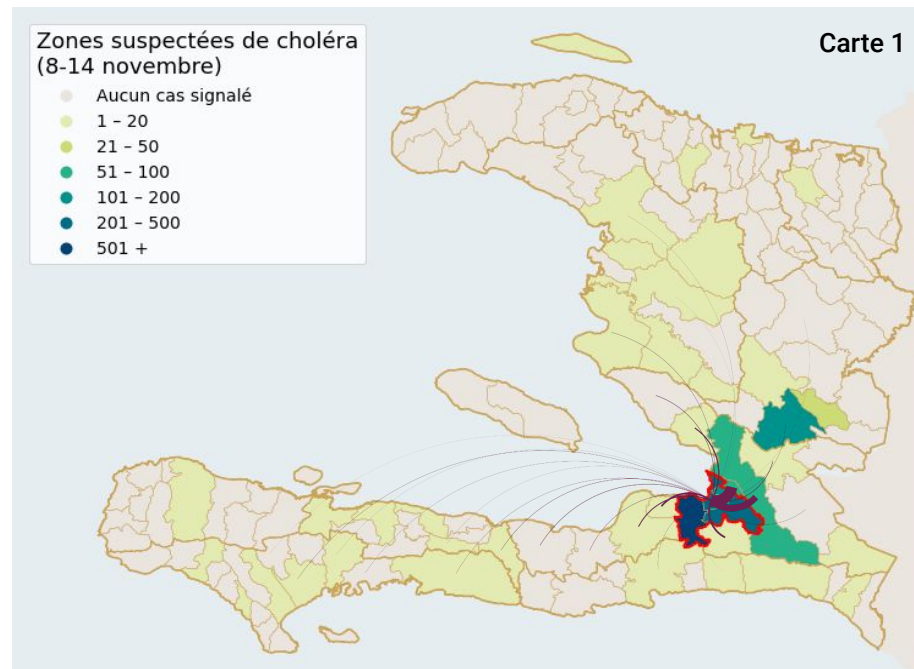 Carte 1
Zones suspectées de choléra
(8-14 novembre)
Aucun cas signalé
1 – 20
21 – 50
51 – 100
101 – 200
201 – 500
501 +